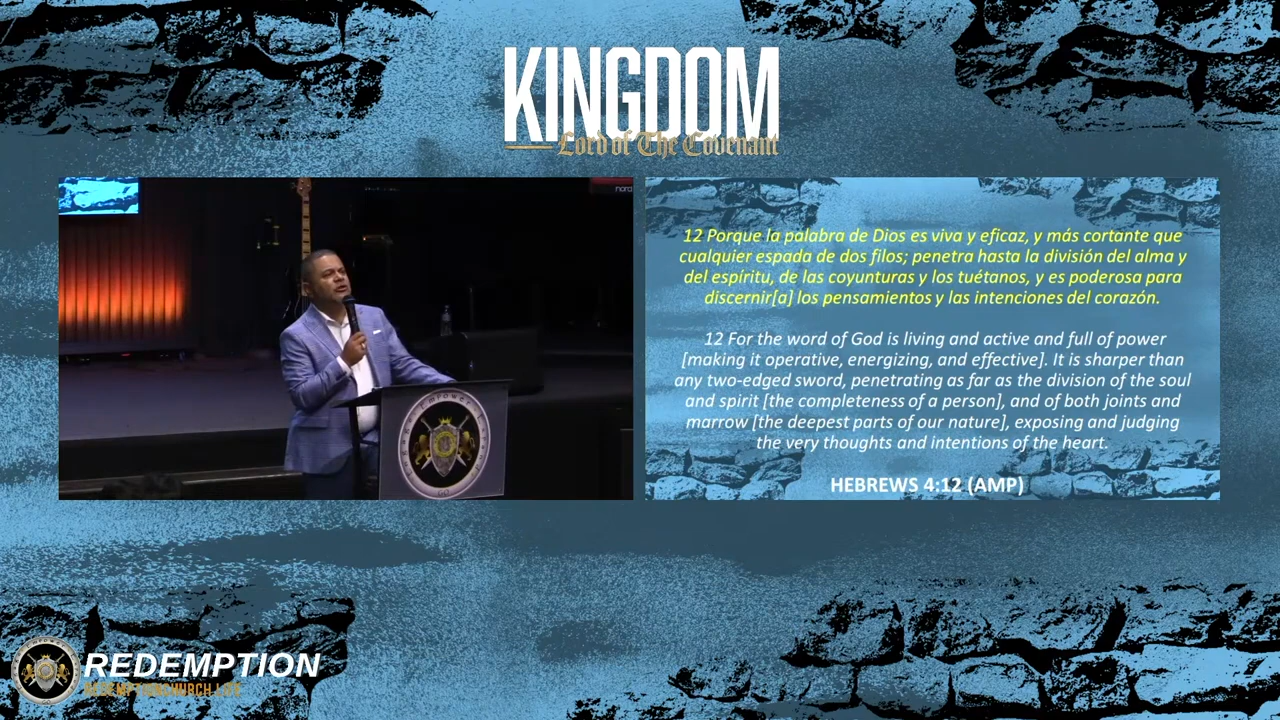 KINGDOM
Lord of The Covenant
nord
12 Porque la palabra de Dios es viva y eficaz, y más cortante que
cualquier espada de dos filos; penetra hasta la división del alma y
del espíritu, de las coyunturas y los tuétanos, y es poderosa para
discernir[a] los pensamientos y las intenciones del corazón.
12 For the word of God is living and active and full of power
[making it operative, energizing, and effective]. It is sharper than
any two-edged sword, penetrating as far as the division of the soul
and spirit [the completeness of a person], and of both joints and
marrow [the deepest parts of our nature], exposing and judging
the very thoughts and intentions of the heart.
HEBREWS 4:12 (AMP)
EMPOWER
REDEMPTION
REDEMPTIONCHURCH.LIFE